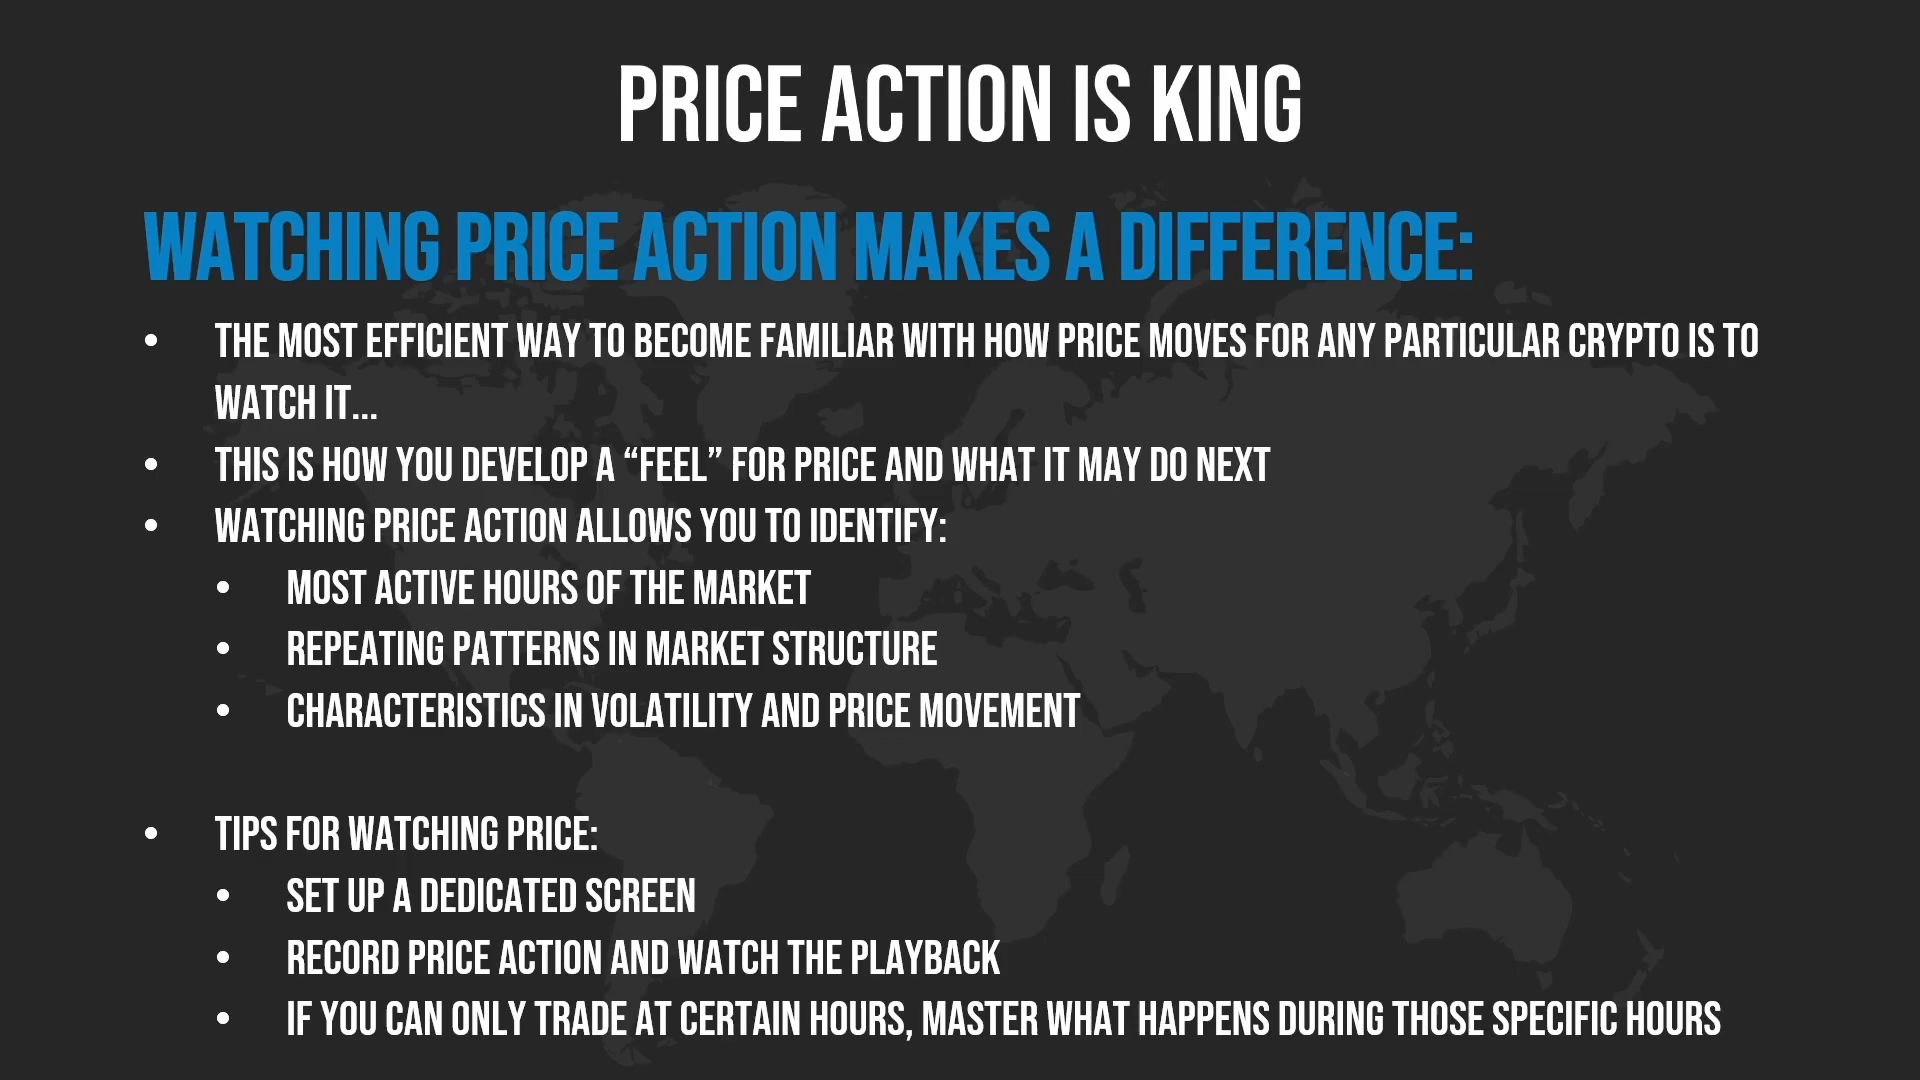 PRICE ACTION IS KING
WATCHING PRICE ACTION MAKES A DIFFERENCE:
• THE MOST EFFICIENT WAY TO BECOME FAMILIAR WITH HOW PRICE MOVES FOR ANY PARTICULAR CRYPTO IS TO
WATCH IT...
• THIS IS HOW YOU DEVELOP A “FEEL” FOR PRICE AND WHAT IT MAY DO NEXT
• WATCHING PRICE ACTION ALLOWS YOU TO IDENTIFY:
• MOST ACTIVE HOURS OF THE MARKET
• REPEATING PATTERNS IN MARKET STRUCTURE
• CHARACTERISTICS IN VOLATILITY AND PRICE MOVEMENT
• TIPS FOR WATCHING PRICE:
• SET UP A DEDICATED SCREEN
• RECORD PRICE ACTION AND WATCH THE PLAYBACK
• IF YOU CAN ONLY TRADE AT CERTAIN HOURS, MASTER WHAT HAPPENS DURING THOSE SPECIFIC HOURS